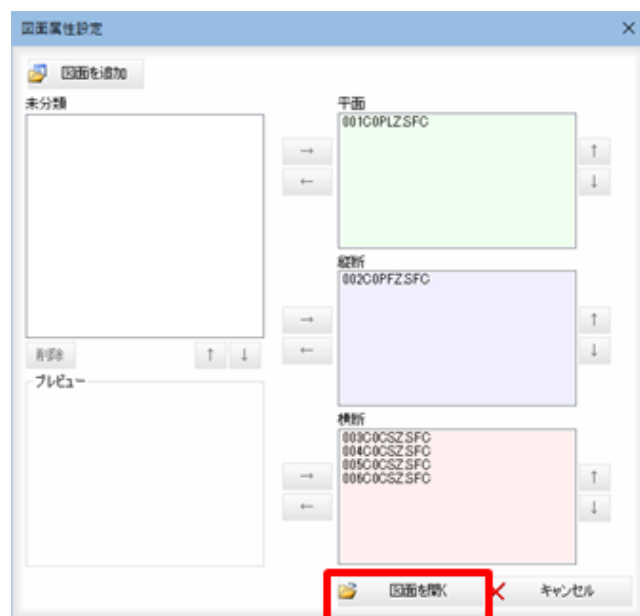 図面属性設定
図面を追加
未分類
平面
001C0PLZ.SFC
→
←
↑
↓
縦断
002C0PFZ.SFC
→
←
↑
↓
削除
↑
↓
プレビュー
横断
003C0CSZ.SFC
004C0CSZ.SFC
005C0CSZ.SFC
006C0CSZ.SFC
→
←
↑
↓
図面を開く
キャンセル